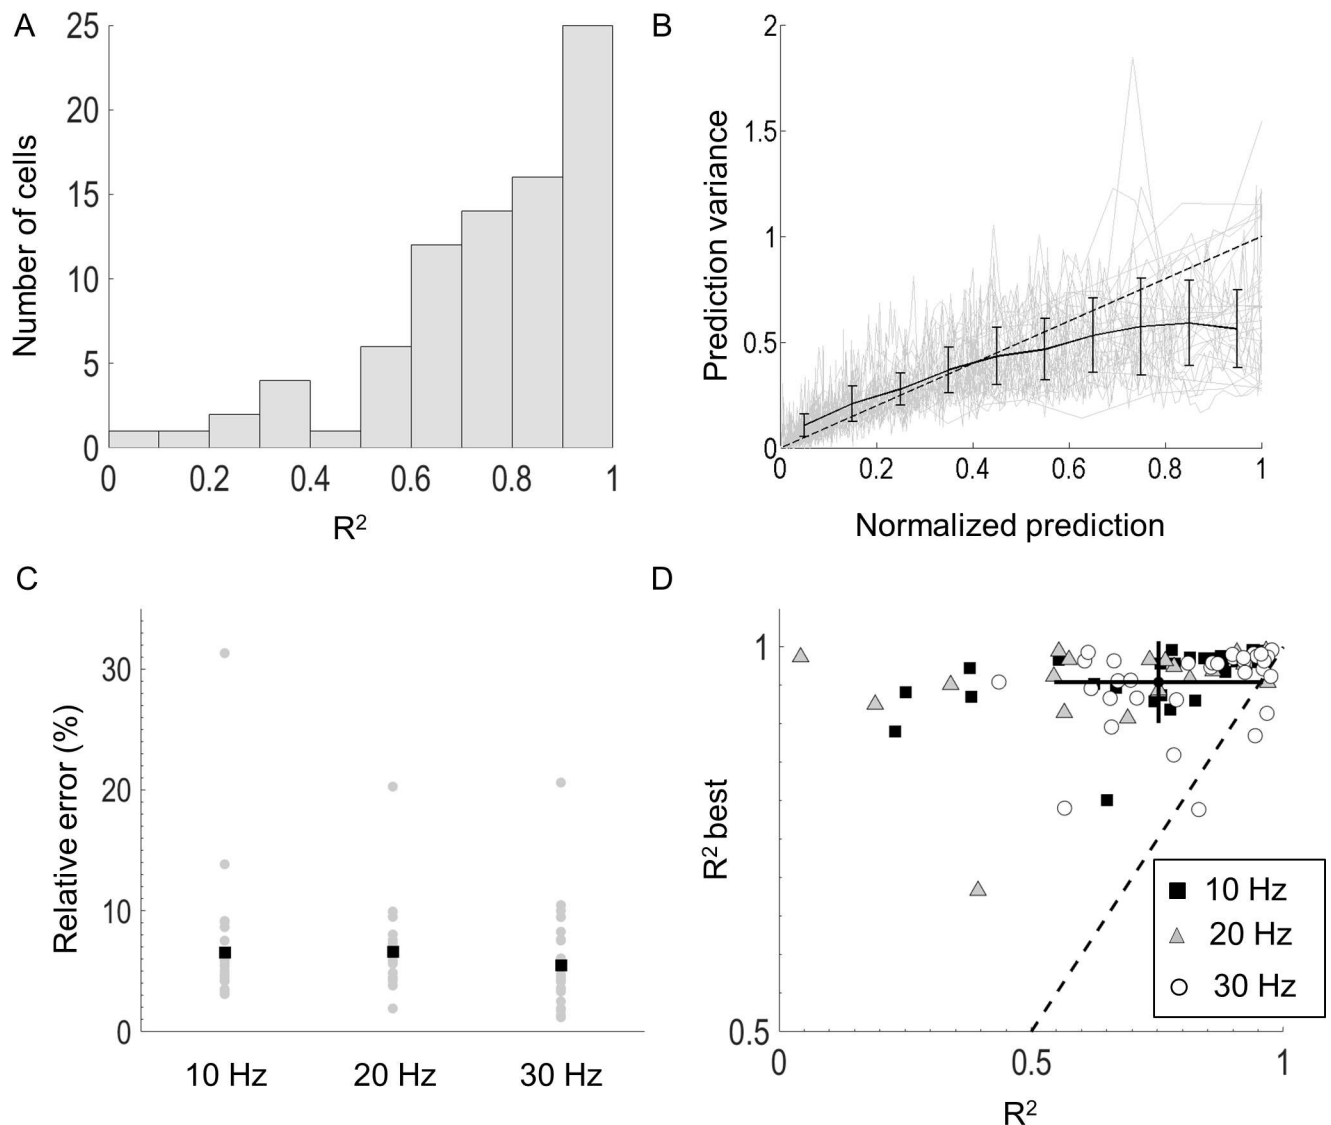 A
25
20
15
10
5
0
Number of cells
0 0.2 0.4 0.6 0.8 1
R²
B
2
1.5
1
0.5
0
Prediction variance
0 0.2 0.4 0.6 0.8 1
Normalized prediction
C
30
20
10
0
Relative error (%)
10 Hz 20 Hz 30 Hz
D
1
0.5
R² best
10 Hz
20 Hz
30 Hz
0 0.5 1
R²